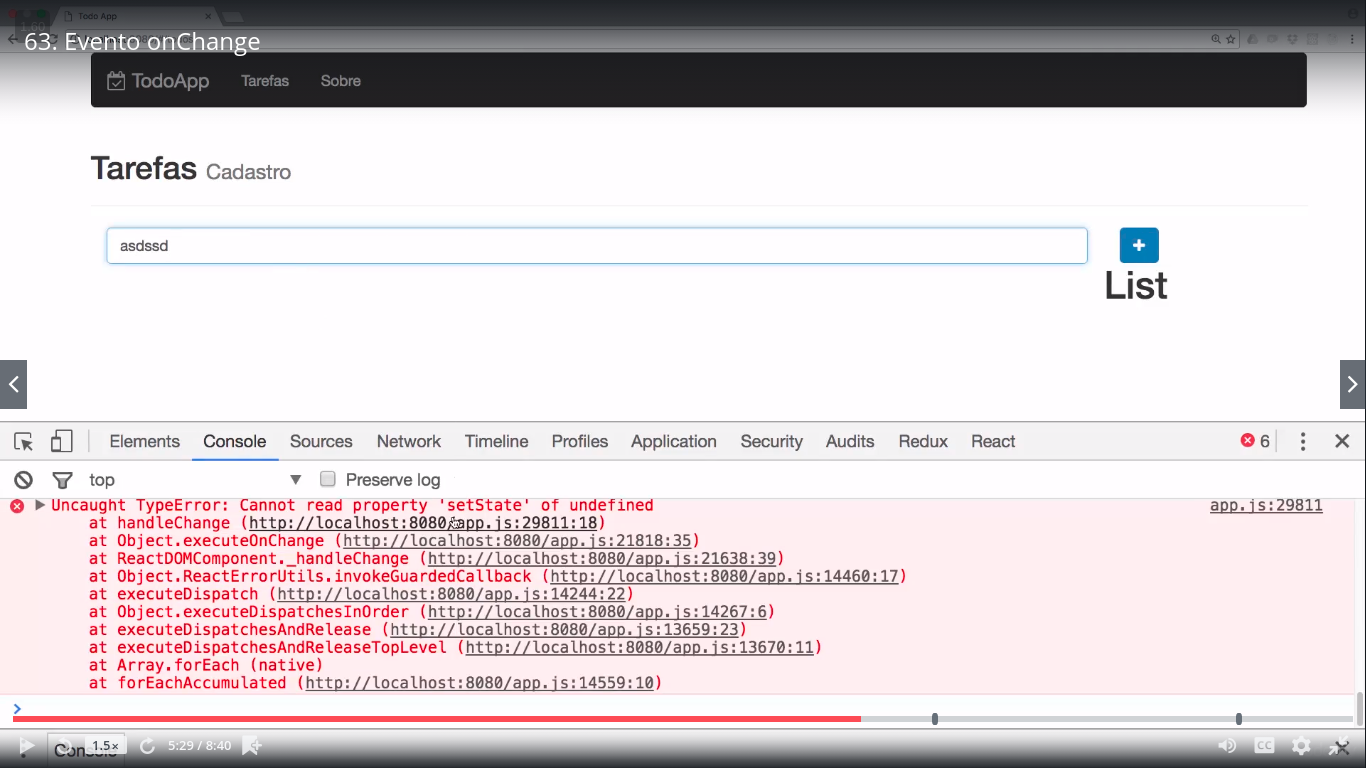 Todo App
63. Evento onChange
TodoApp Tarefas Sobre
Tarefas Cadastro
asdssd
+
List
Elements Console Sources Network Timeline Profiles Application Security Audits Redux React 6
top Preserve log
Uncaught TypeError: Cannot read property 'setState' of undefined app.js:29811
at handleChange (http://localhost:8080/app.js:29811:18)
at Object.executeOnChange (http://localhost:8080/app.js:21818:35)
at ReactDOMComponent._handleChange (http://localhost:8080/app.js:21638:39)
at Object.ReactErrorUtils.invokeGuardedCallback (http://localhost:8080/app.js:14460:17)
at executeDispatch (http://localhost:8080/app.js:14244:22)
at Object.executeDispatchesInOrder (http://localhost:8080/app.js:14267:6)
at executeDispatchesAndRelease (http://localhost:8080/app.js:13659:23)
at executeDispatchesAndReleaseTopLevel (http://localhost:8080/app.js:13670:11)
at Array.forEach (native)
at forEachAccumulated (http://localhost:8080/app.js:14559:10)
>
Console 1.5× 5:29 / 8:40 CC